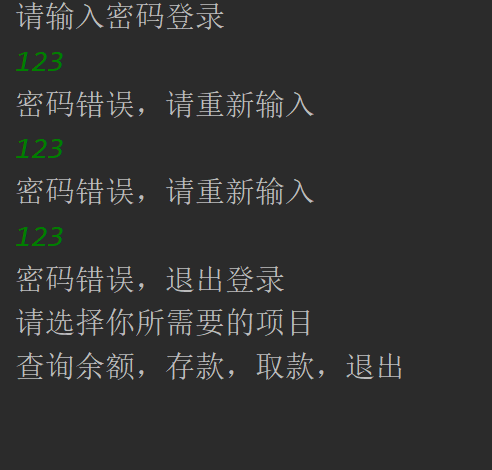 请输入密码登录
123
密码错误，请重新输入
123
密码错误，请重新输入
123
密码错误，退出登录
请选择你所需要的项目
查询余额，存款，取款，退出